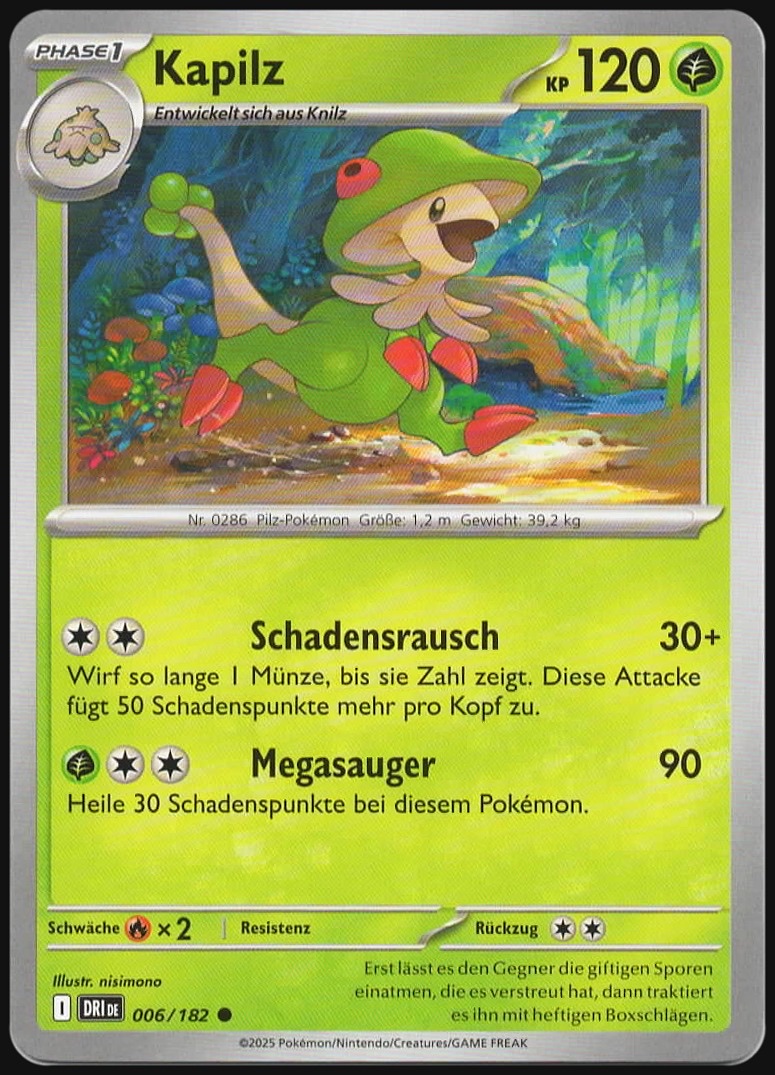 PHASE 1
Kapilz
KP 120
Entwickelt sich aus Knilz
Nr. 0286 Pilz-Pokémon Größe: 1,2 m Gewicht: 39,2 kg
Schadensrausch 30+
Wirf so lange 1 Münze, bis sie Zahl zeigt. Diese Attacke
fügt 50 Schadenspunkte mehr pro Kopf zu.
Megasauger 90
Heile 30 Schadenspunkte bei diesem Pokémon.
Schwäche ×2 Resistenz Rückzug
Illustr. nisimono
Erst lässt es den Gegner die giftigen Sporen
einatmen, die es verstreut hat, dann traktiert
es ihn mit heftigen Boxschlägen.
I DRI DE 006/182
©2025 Pokémon/Nintendo/Creatures/GAME FREAK